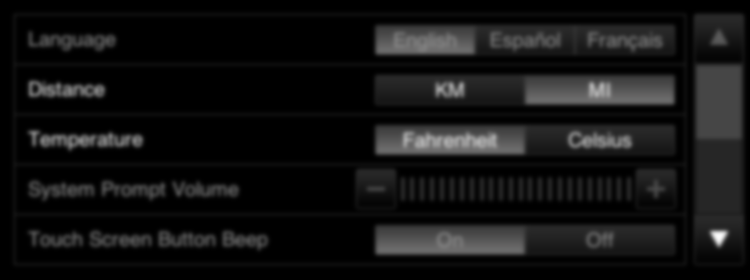 Language English Español Français
Distance KM MI
Temperature Fahrenheit Celsius
System Prompt Volume − +
Touch Screen Button Beep On Off